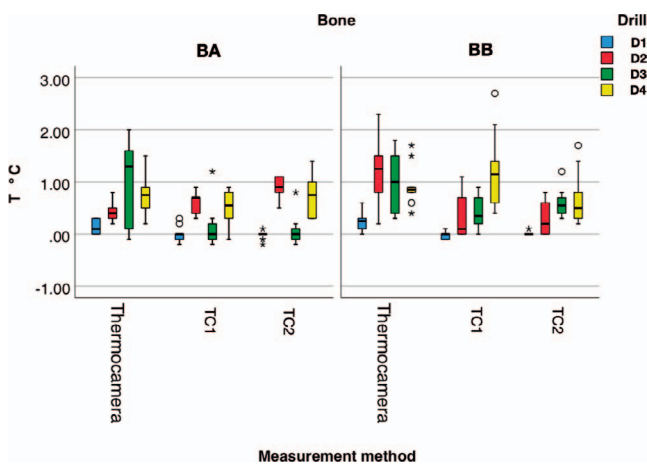 Bone
Drill
BA
BB
D1
D2
D3
D4
3.00
2.00
1.00
.00
-1.00
T °C
Thermocamera
TC1
TC2
Thermocamera
TC1
TC2
Measurement method